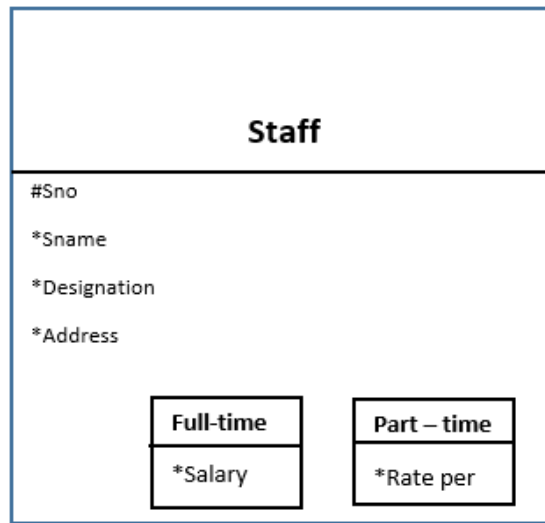 Staff
#Sno
*Sname
*Designation
*Address
Full-time
*Salary
Part – time
*Rate per